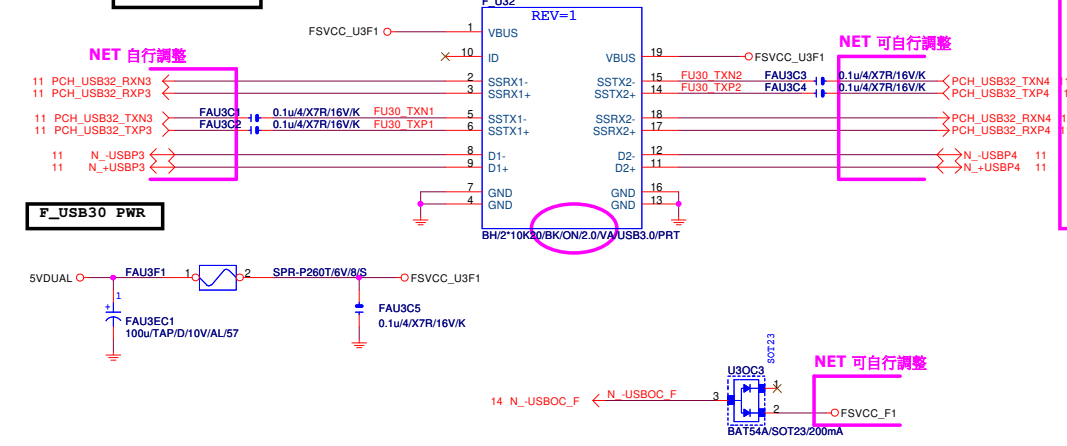 F_U32
REV=1
FSVCC_U3F1
1
VBUS
NET 自行調整
10
ID
VBUS
19
FSVCC_U3F1
NET 可自行調整
11 PCH_USB32_RXN3
2
SSRX1-
SSTX2-
15
FU30_TXN2
FAU3C3
0.1u/4/X7R/16V/K
PCH_USB32_TXN4
11 PCH_USB32_RXP3
3
SSRX1+
SSTX2+
14
FU30_TXP2
FAU3C4
0.1u/4/X7R/16V/K
PCH_USB32_TXP4
11 PCH_USB32_TXN3
FAU3C1
0.1u/4/X7R/16V/K
FU30_TXN1
5
SSTX1-
SSRX2-
18
PCH_USB32_RXN4
11 PCH_USB32_TXP3
FAU3C2
0.1u/4/X7R/16V/K
FU30_TXP1
6
SSTX1+
SSRX2+
17
PCH_USB32_RXP4
11 N_-USBP3
8
D1-
D2-
12
N_-USBP4 11
11 N_+USBP3
9
D1+
D2+
11
N_+USBP4 11
7
GND
GND
16
4
GND
GND
13
F_USB30 PWR
BH/2*10K20/BK/ON/2.0/VA/USB3.0/PRT
5VDUAL
FAU3F1
1
2
SPR-P260T/6V/8/S
FSVCC_U3F1
1
+
FAU3EC1
100u/TAP/D/10V/AL/57
FAU3C5
0.1u/4/X7R/16V/K
SOT23
U3OC3
NET 可自行調整
1
14 N_-USBOC_F
N_-USBOC_F
3
2
FSVCC_F1
BAT54A/SOT23/200mA